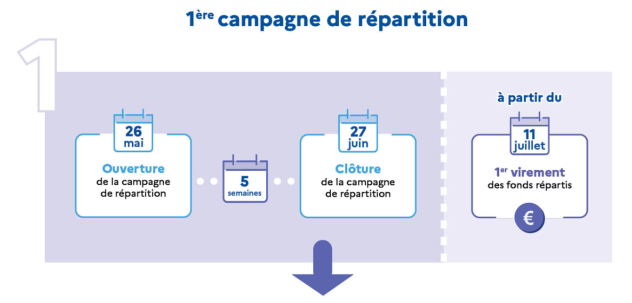 1ère campagne de répartition
1
26
mai
Ouverture
de la campagne
de répartition
5
semaines
27
juin
Clôture
de la campagne
de répartition
à partir du
11
juillet
1er virement
des fonds répartis
€